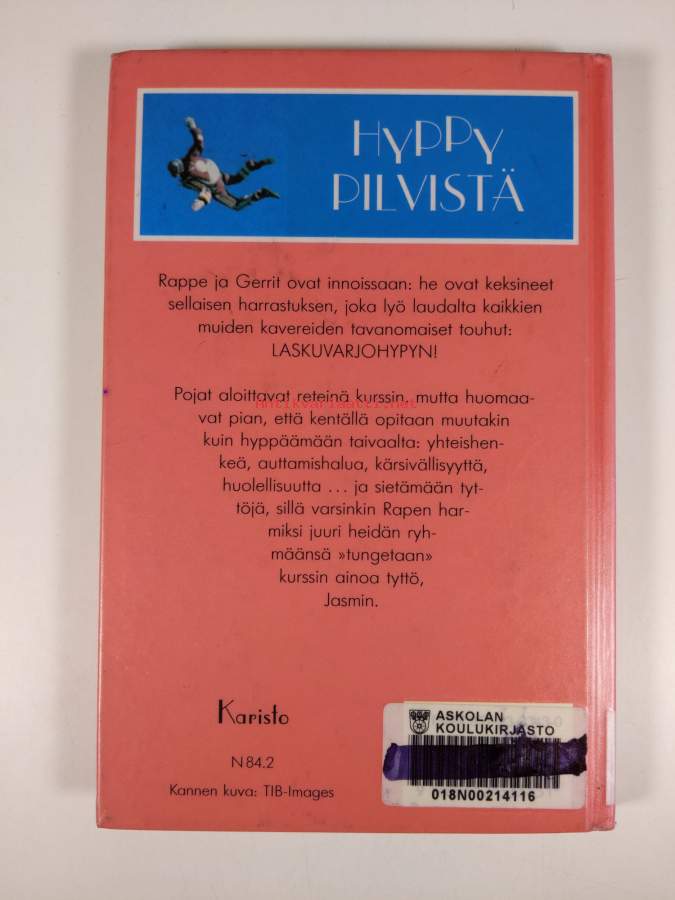 HYPPY
PILVISTÄ
Rappe ja Gerrit ovat innoissaan: he ovat keksineet
sellaisen harrastuksen, joka lyö laudalta kaikkien
muiden kavereiden tavanomaiset touhut:
LASKUVARJOHYPYN!
Pojat aloittavat reteinä kurssin, mutta huomaa-
Antikvariaatti.net
vat pian, että kentällä opitaan muutakin
kuin hyppäämään taivaalta: yhteishen-
keä, auttamishalua, kärsivällisyyttä,
huolellisuutta ... ja sietämään tyt-
töjä, sillä varsinkin Rapen har-
miksi juuri heidän ryh-
määnsä »tungetaan»
kurssin ainoa tyttö,
Jasmin.
Karisto
N 84.2
Kannen kuva: TIB-Images
ASKOLAN
KOULUKIRJASTO
018N00214116